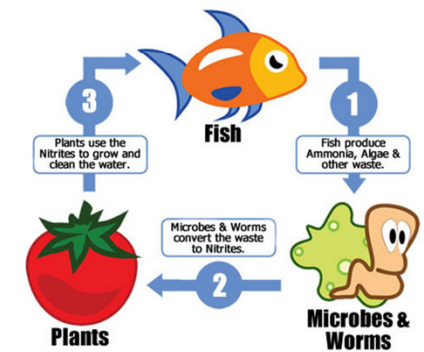 Fish
1
Fish produce
Ammonia, Algae &
other waste.
Microbes &
Worms
Microbes & Worms
convert the waste
to Nitrites.
2
Plants
3
Plants use the
Nitrites to grow and
clean the water.